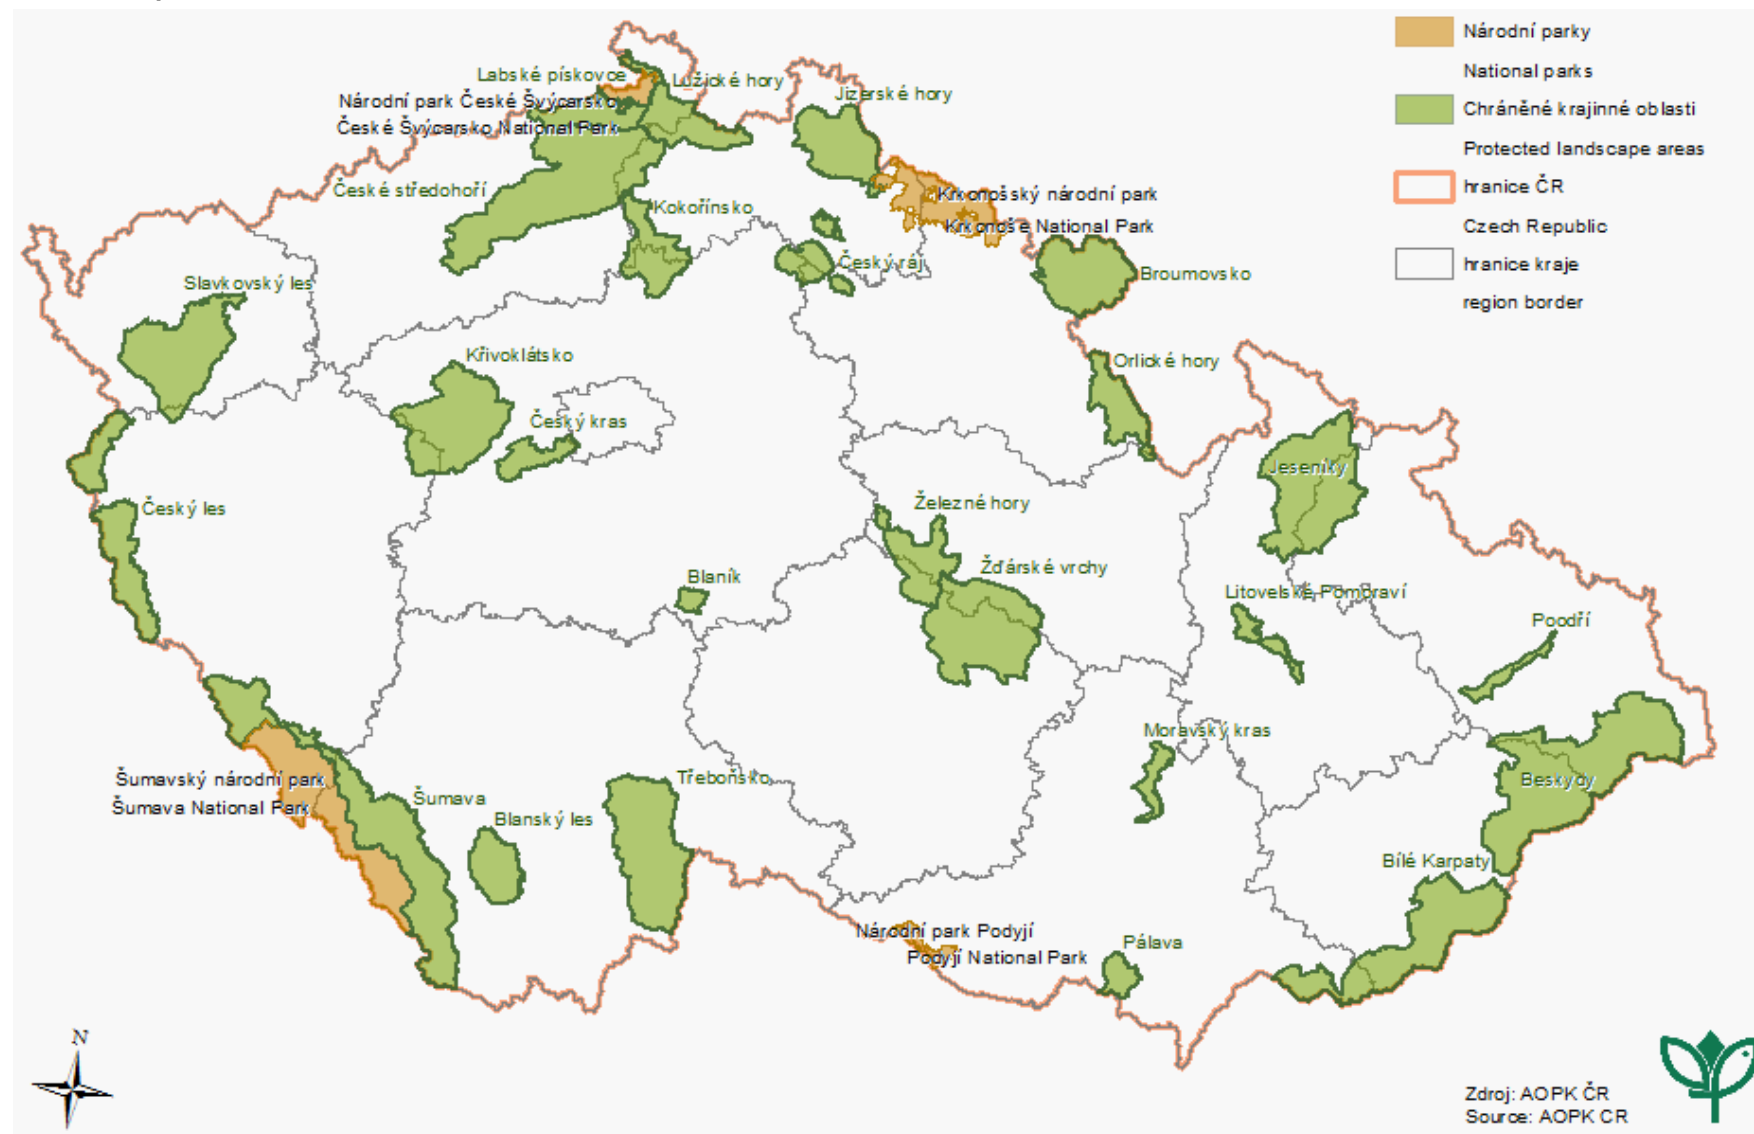 Národní parky
National parks
Chráněné krajinné oblasti
Protected landscape areas
hranice ČR
Czech Republic
hranice kraje
region border
Labské pískovce
Lužické hory
Jizerské hory
Národní park České Švýcarsko
České Švýcarsko National Park
České středohoří
Kokořínsko
Krkonošský národní park
Krkonoše National Park
Český ráj
Broumovsko
Slavkovský les
Křivoklátsko
Orlické hory
Český kras
Jeseníky
Český les
Železné hory
Žďárské vrchy
Blaník
Litovelské Pomoraví
Poodří
Moravský kras
Šumavský národní park
Šumava National Park
Šumava
Blanský les
Třeboňsko
Beskydy
Bílé Karpaty
Národní park Podyjí
Podyjí National Park
Pálava
N
Zdroj: AOPK ČR
Source: AOPK CR